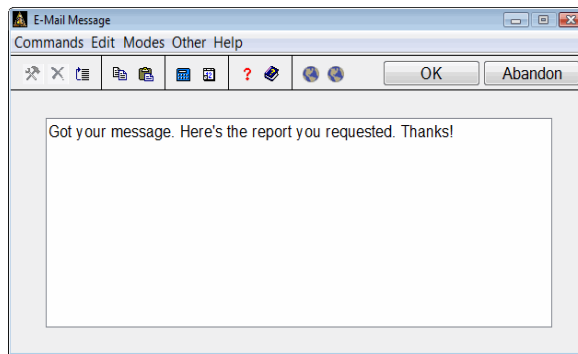 E-Mail Message
Commands Edit Modes Other Help
OK Abandon
Got your message. Here's the report you requested. Thanks!